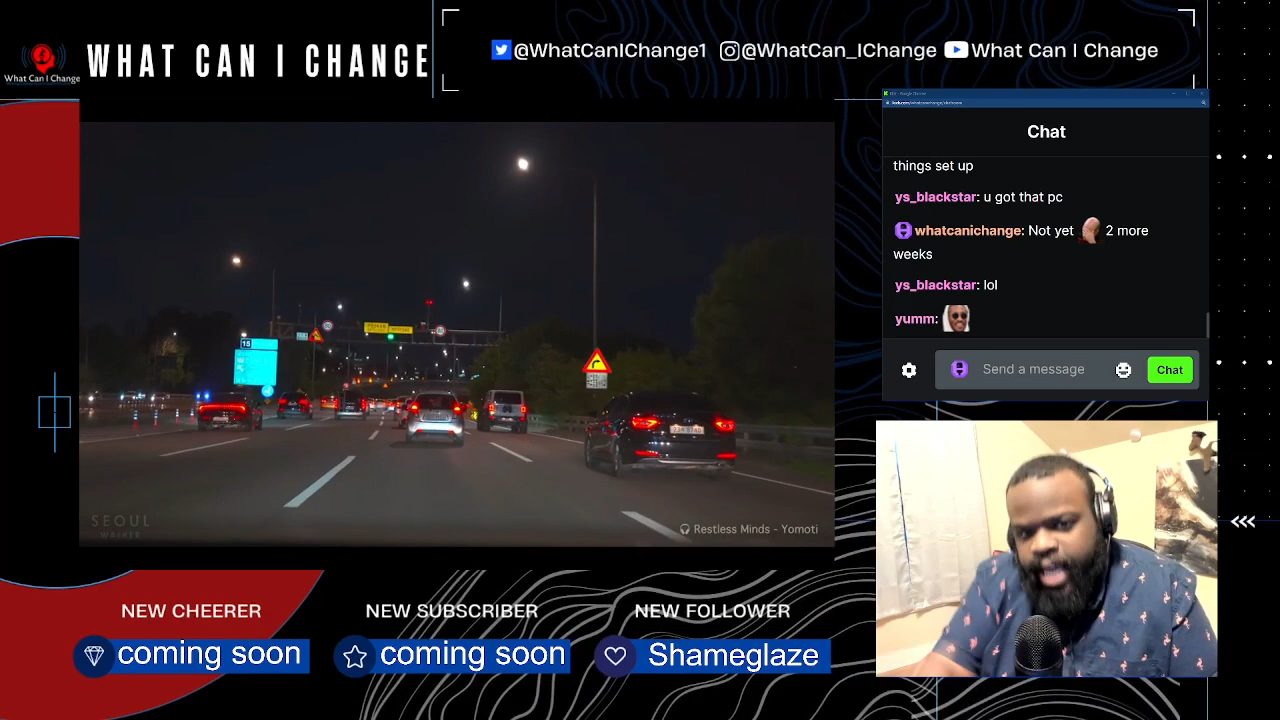 What Can I Change
WHAT CAN I CHANGE
@WhatCanIChange1 @WhatCan_IChange What Can I Change
Chat
things set up
ys_blackstar: u got that pc
whatcanichange: Not yet 2 more
weeks
ys_blackstar: lol
yumm:
Send a message
Chat
15
SEOUL
WALKER
Restless Minds - Yomoti
NEW CHEERER
coming soon
NEW SUBSCRIBER
coming soon
NEW FOLLOWER
Shameglaze